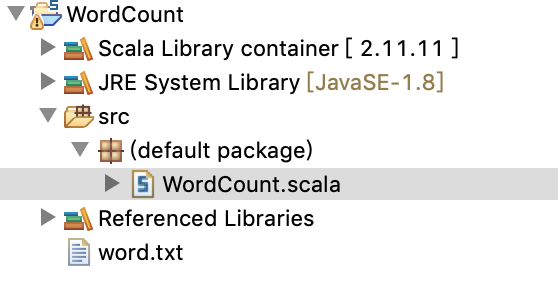 WordCount
Scala Library container [ 2.11.11 ]
JRE System Library [JavaSE-1.8]
src
(default package)
WordCount.scala
Referenced Libraries
word.txt